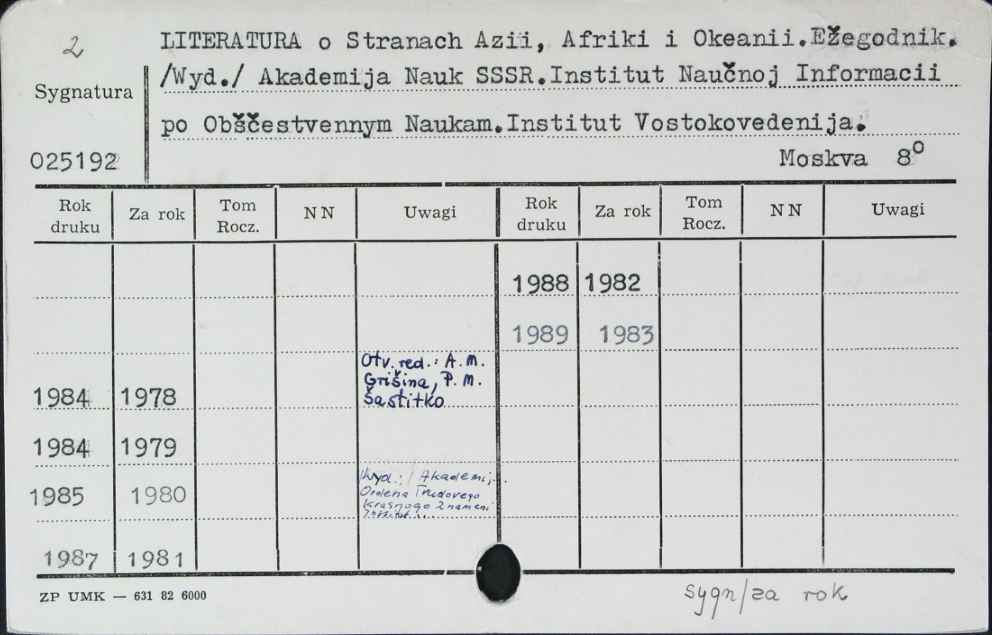 2
LITERATURA o Stranach Azii, Afriki i Okeanii.Ežegodnik.
/Wyd./ Akademija Nauk SSSR.Institut Naučnoj Informacii
Sygnatura
po Obščestvennym Naukam.Institut Vostokovedenija.
025192
Moskva 8⁰
Rok druku Za rok Tom Rocz. NN Uwagi Rok druku Za rok Tom Rocz. NN Uwagi
1988 1982
1989 1983
Otv. red.: A. M.
Grišina, P. M.
1984 1978 Šastitko
1984 1979
/Wyd.:/ Akademij
1985 1980 Ordena Trudovego
Krasnogo Znameni
1987 1981
ZP UMK — 631 82 6000
sygn/za rok